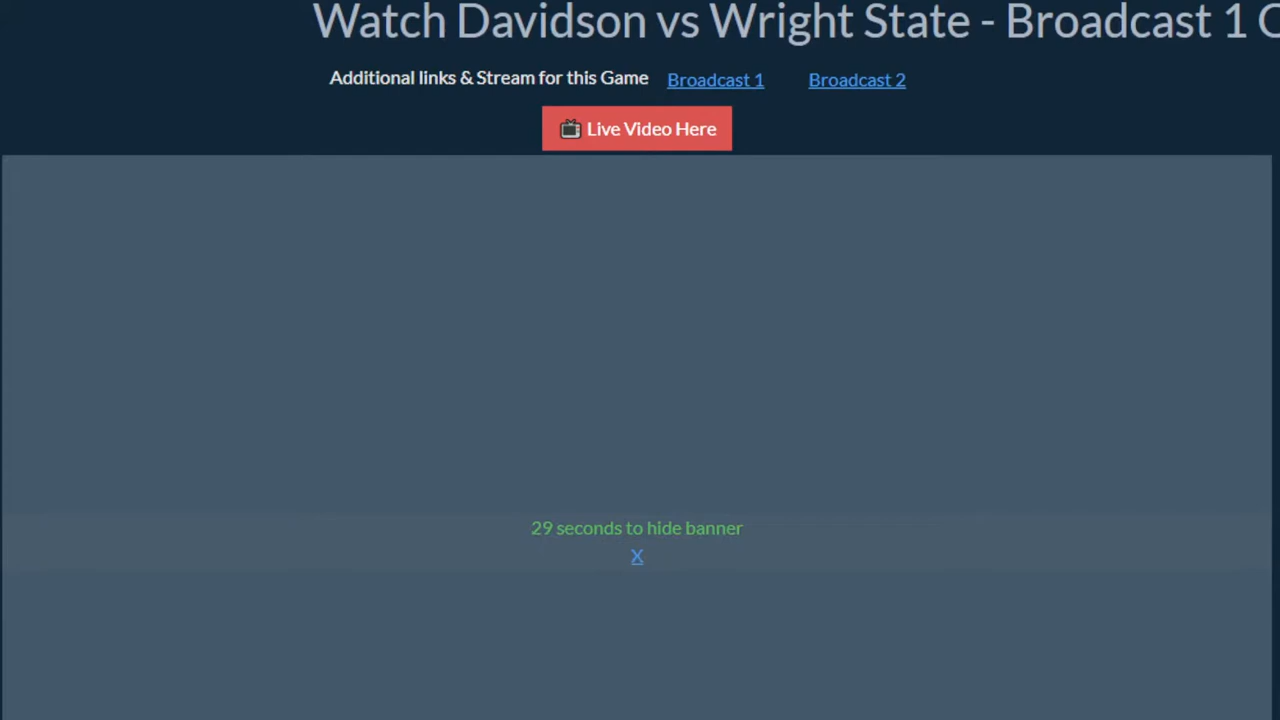 Watch Davidson vs Wright State - Broadcast 1
Additional links & Stream for this Game Broadcast 1 Broadcast 2
Live Video Here
29 seconds to hide banner
X